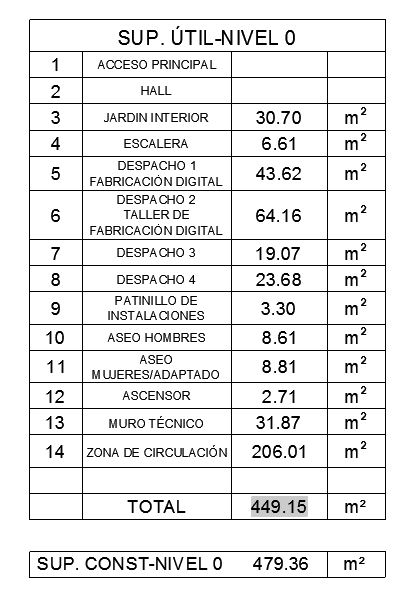 SUP. ÚTIL-NIVEL 0
1 ACCESO PRINCIPAL
2 HALL
3 JARDIN INTERIOR 30.70 m²
4 ESCALERA 6.61 m²
5 DESPACHO 1
FABRICACIÓN DIGITAL 43.62 m²
6 DESPACHO 2
TALLER DE
FABRICACIÓN DIGITAL 64.16 m²
7 DESPACHO 3 19.07 m²
8 DESPACHO 4 23.68 m²
9 PATINILLO DE
INSTALACIONES 3.30 m²
10 ASEO HOMBRES 8.61 m²
11 ASEO
MUJERES/ADAPTADO 8.81 m²
12 ASCENSOR 2.71 m²
13 MURO TÉCNICO 31.87 m²
14 ZONA DE CIRCULACIÓN 206.01 m²
TOTAL 449.15 m²
SUP. CONST-NIVEL 0 479.36 m²